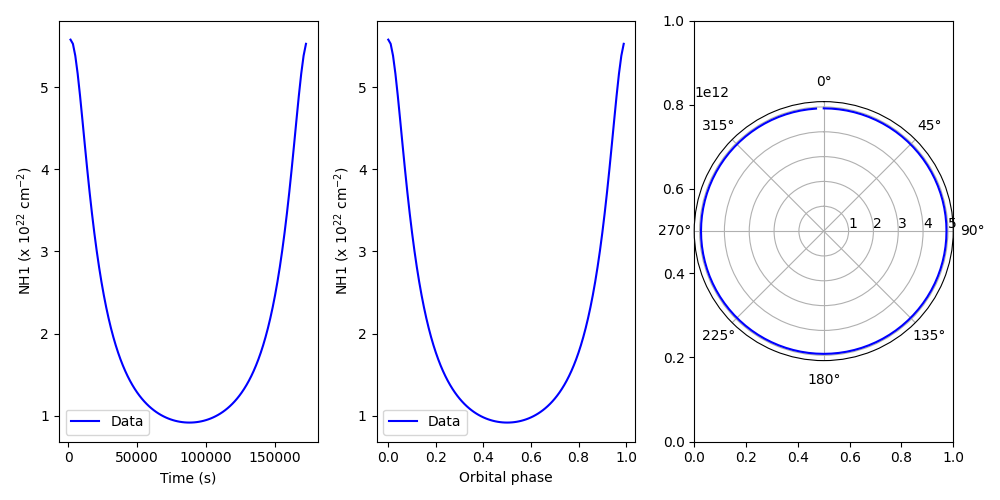 NH1 (x 10²² cm⁻²)
5
4
3
2
1
Data
0
50000
100000
150000
Time (s)
NH1 (x 10²² cm⁻²)
5
4
3
2
1
Data
0.0 0.2 0.4 0.6 0.8 1.0
Orbital phase
1.0
0.8
0.6
0.4
0.2
0.0
1e12
0°
45°
90°
135°
180°
225°
270°
315°
1 2 3 4 5
0.0 0.2 0.4 0.6 0.8 1.0